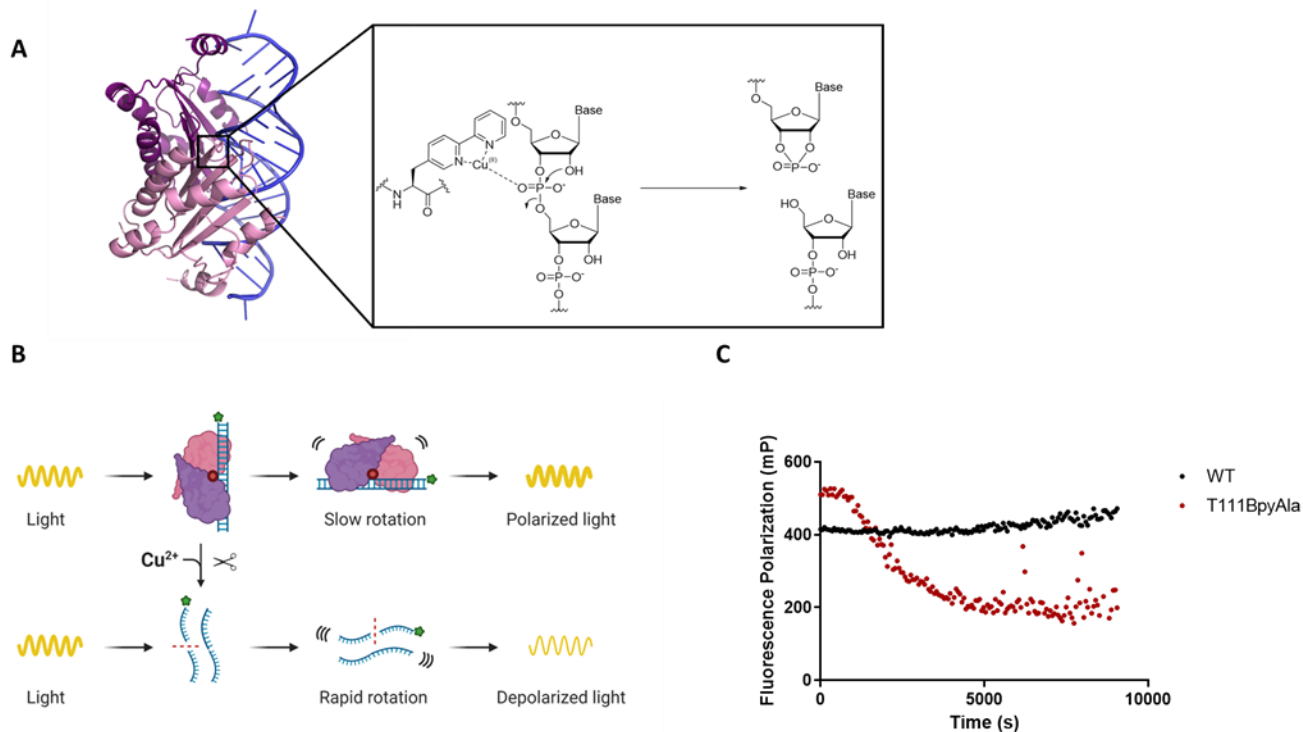 A
Base
O
O
N
N
Cu
(II)
OH
O=P–O-
O
N
H
O
Base
O
O
OH
O=P–O-
O
Base
O
O
O
O
O=P–O-
Base
HO
O
O
OH
O=P–O-
O
B
Light
Slow rotation
Polarized light
Cu2+
Light
Rapid rotation
Depolarized light
C
Fluorescence Polarization (mP)
600
400
200
0
0
5000
10000
Time (s)
WT
T111BpyAla